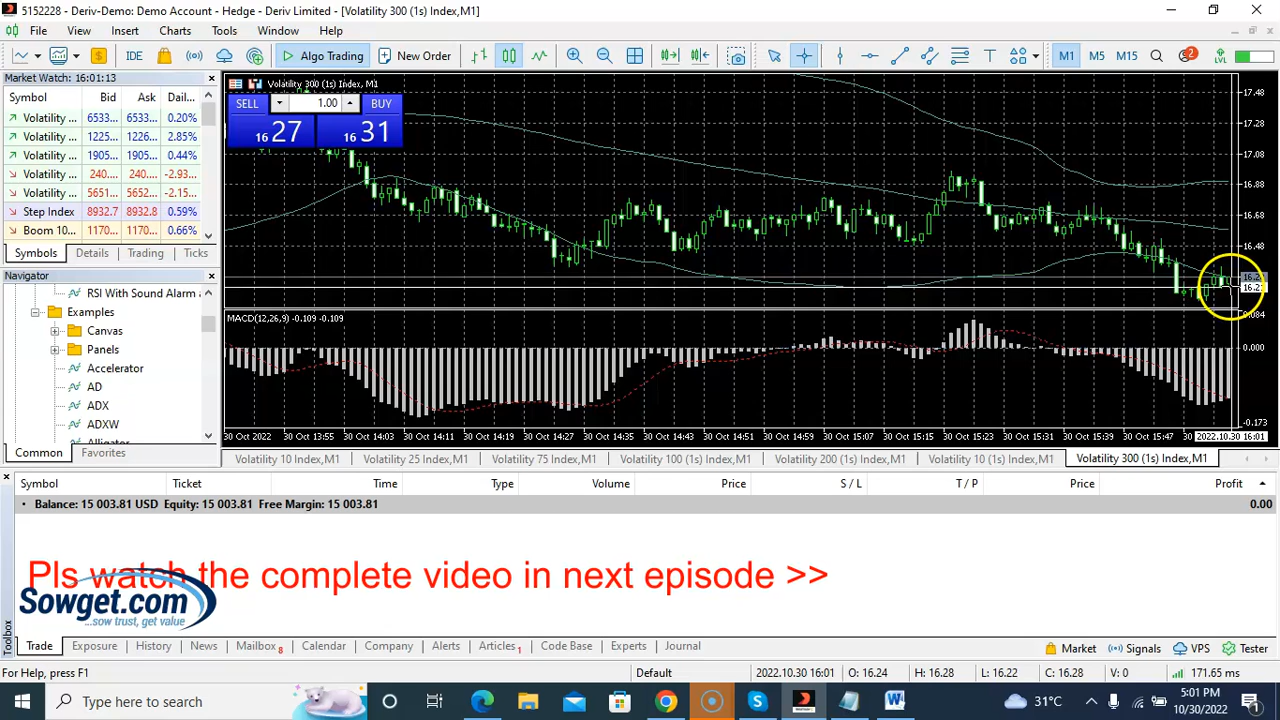 5152228 - Deriv-Demo: Demo Account - Hedge - Deriv Limited - [Volatility 300 (1s) Index,M1]
File View Insert Charts Tools Window Help
IDE Algo Trading New Order M1 M5 M15 2 LVL
Market Watch: 16:01:13
Symbol Bid Ask Dail...
Volatility ... 6533... 6533... 0.20%
Volatility ... 1225... 1226... 2.85%
Volatility ... 1905... 1905... 0.44%
Volatility ... 240.... 240.... -2.93...
Volatility ... 5651... 5652... -2.15...
Step Index 8932.7 8932.8 0.59%
Boom 10... 1170... 1170... 0.66%
Symbols Details Trading Ticks
Navigator
RSI With Sound Alarm
Examples
Canvas
Panels
Accelerator
AD
ADX
ADXW
Alligator
Common Favorites
Volatility 300 (1s) Index, M1
SELL 1.00 BUY
16 27 16 31
17.48
17.28
17.08
16.88
16.68
16.48
MACD(12,26,9) -0.109 -0.109
0.084
0.000
-0.173
30 Oct 2022 30 Oct 13:55 30 Oct 14:03 30 Oct 14:11 30 Oct 14:19 30 Oct 14:27 30 Oct 14:35 30 Oct 14:43 30 Oct 14:51 30 Oct 14:59 30 Oct 15:07 30 Oct 15:15 30 Oct 15:23 30 Oct 15:31 30 Oct 15:39 30 Oct 15:47 30 2022.10.30 16:01
Volatility 10 Index,M1 Volatility 25 Index,M1 Volatility 75 Index,M1 Volatility 100 (1s) Index,M1 Volatility 200 (1s) Index,M1 Volatility 10 (1s) Index,M1 Volatility 300 (1s) Index,M1
Symbol Ticket Time Type Volume Price S / L T / P Price Profit
Balance: 15 003.81 USD Equity: 15 003.81 Free Margin: 15 003.81 0.00
Pls watch the complete video in next episode >>
Sowget.com
...sow trust, get value
Toolbox
Trade Exposure History News Mailbox 8 Calendar Company Alerts Articles 1 Code Base Experts Journal
Market Signals VPS Tester
For Help, press F1 Default 2022.10.30 16:01 O: 16.24 H: 16.28 L: 16.22 C: 16.28 V: 0 171.65 ms
Type here to search 31°C 5:01 PM
10/30/2022 1